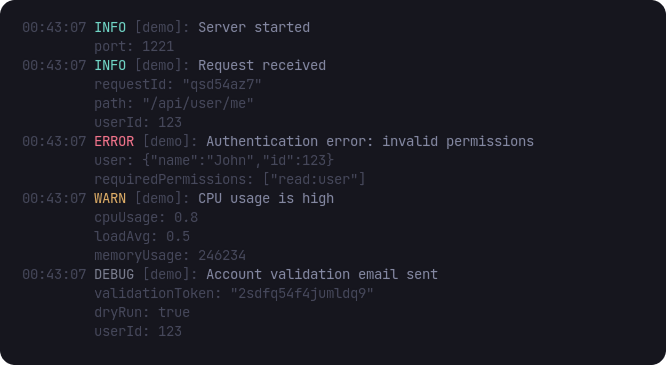 00:43:07 INFO [demo]: Server started
port: 1221
00:43:07 INFO [demo]: Request received
requestId: "qsd54az7"
path: "/api/user/me"
userId: 123
00:43:07 ERROR [demo]: Authentication error: invalid permissions
user: {"name":"John","id":123}
requiredPermissions: ["read:user"]
00:43:07 WARN [demo]: CPU usage is high
cpuUsage: 0.8
loadAvg: 0.5
memoryUsage: 246234
00:43:07 DEBUG [demo]: Account validation email sent
validationToken: "2sdfq54f4jumldq9"
dryRun: true
userId: 123